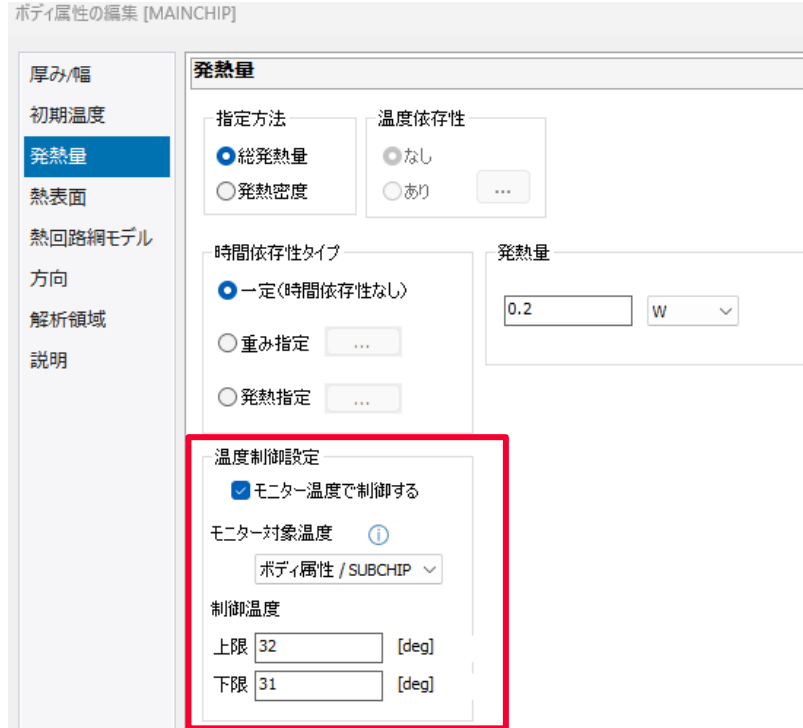 ボディ属性の編集 [MAINCHIP]
厚み/幅
初期温度
発熱量
熱表面
熱回路網モデル
方向
解析領域
説明
発熱量
指定方法
総発熱量
発熱密度
温度依存性
なし
あり
...
時間依存性タイプ
一定(時間依存性なし)
重み指定
...
発熱指定
...
発熱量
0.2 W
温度制御設定
モニター温度で制御する
モニター対象温度
ボディ属性 / SUBCHIP
制御温度
上限 32 [deg]
下限 31 [deg]